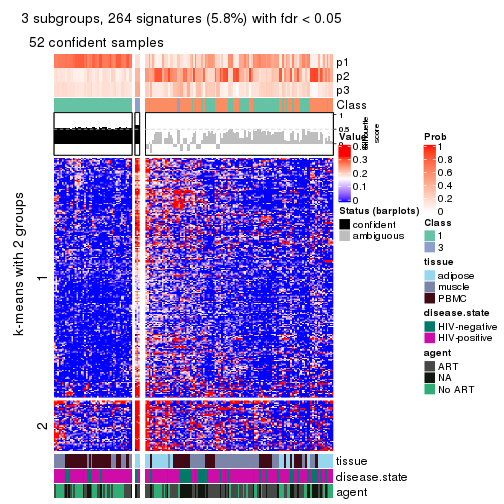 3 subgroups, 264 signatures (5.8%) with fdr < 0.05
52 confident samples
p1
p2
p3
Class
1
0.5
0
silhouette
score
k-means with 2 groups
1
2
tissue
disease.state
agent
Value
0.4
0.3
0.2
0.1
0
Status (barplots)
confident
ambiguous
Prob
1
0.8
0.6
0.4
0.2
0
Class
1
3
tissue
adipose
muscle
PBMC
disease.state
HIV-negative
HIV-positive
agent
ART
NA
No ART